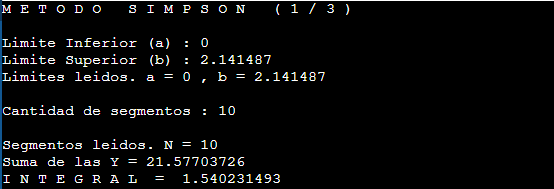 M E T O D O   S I M P S O N   ( 1 / 3 )
Limite Inferior (a) : 0
Limite Superior (b) : 2.141487
Limites leidos. a = 0 , b = 2.141487
Cantidad de segmentos : 10
Segmentos leidos. N = 10
Suma de las Y = 21.57703726
I N T E G R A L  =  1.540231493